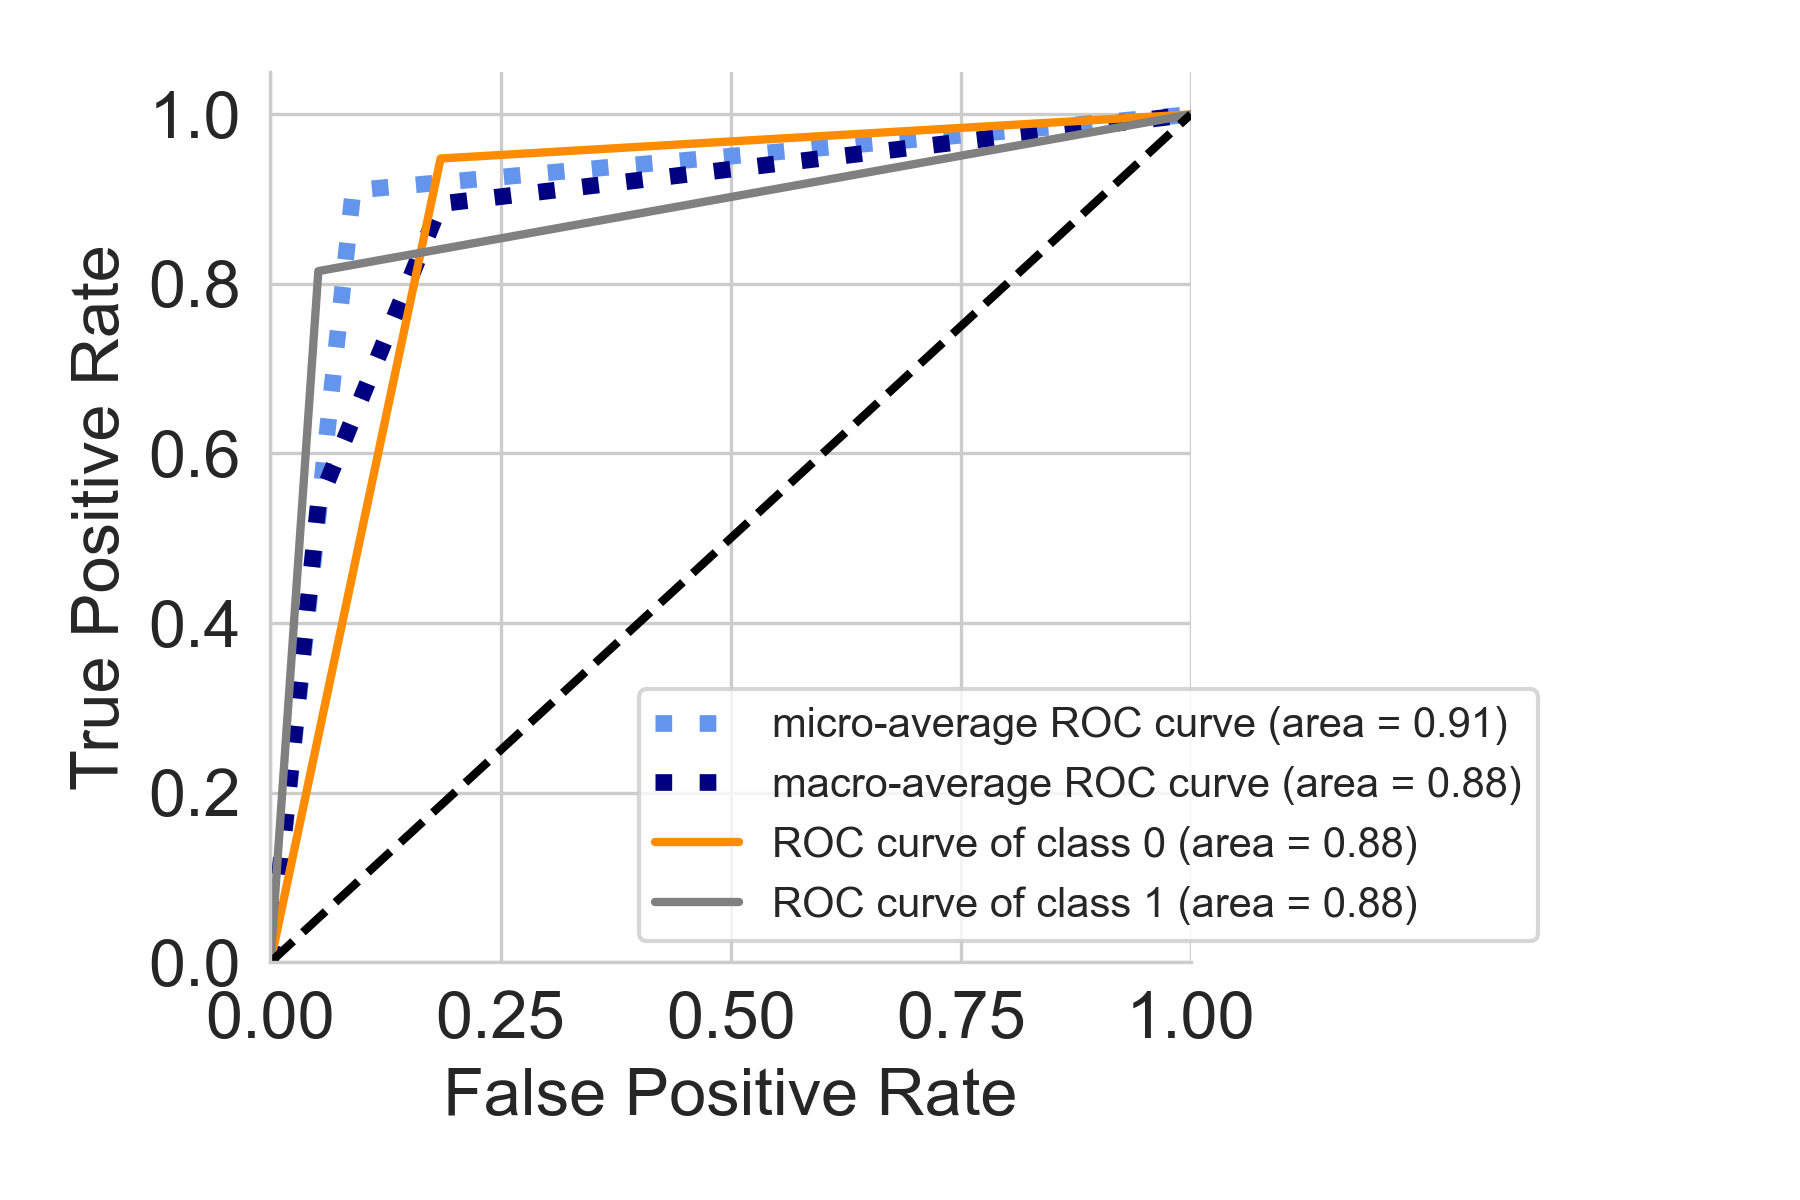 True Positive Rate
1.0
0.8
0.6
0.4
0.2
0.0
0.00 0.25 0.50 0.75 1.00
False Positive Rate
micro-average ROC curve (area = 0.91)
macro-average ROC curve (area = 0.88)
ROC curve of class 0 (area = 0.88)
ROC curve of class 1 (area = 0.88)